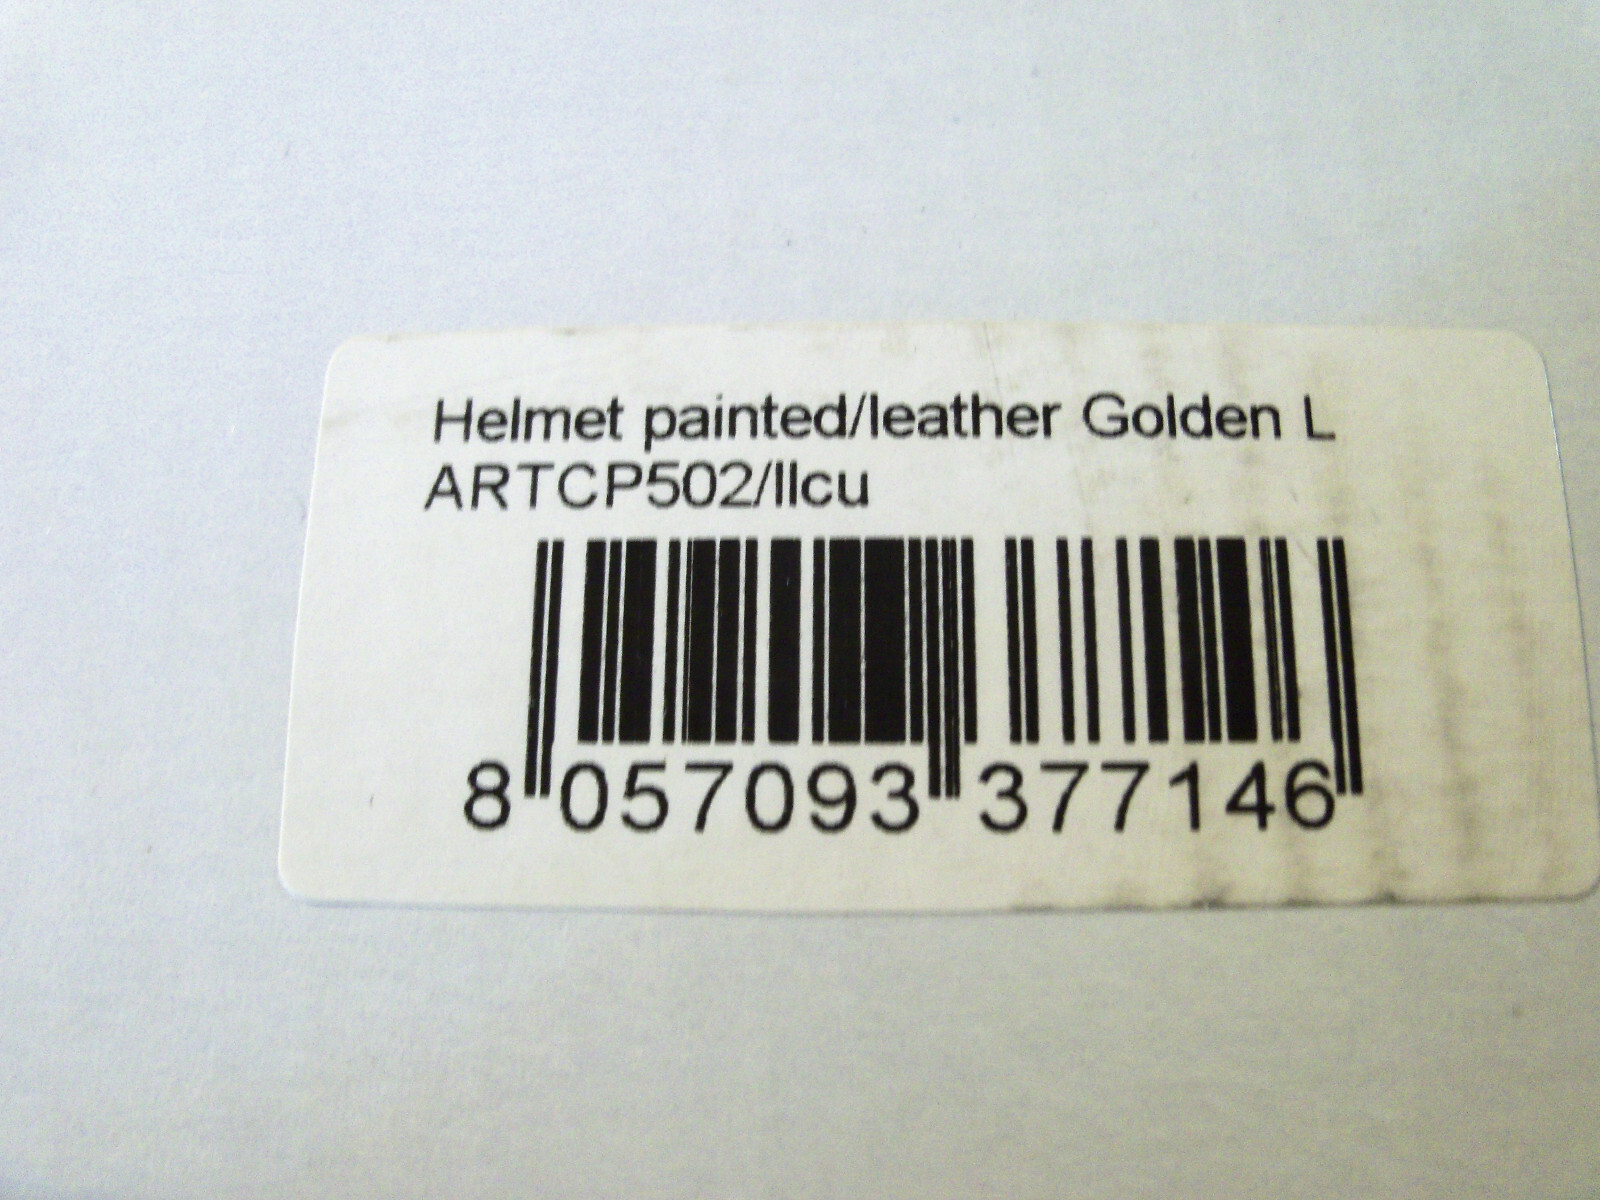 Helmet painted/leather Golden L
ARTCP502/llcu
8 057093 377146